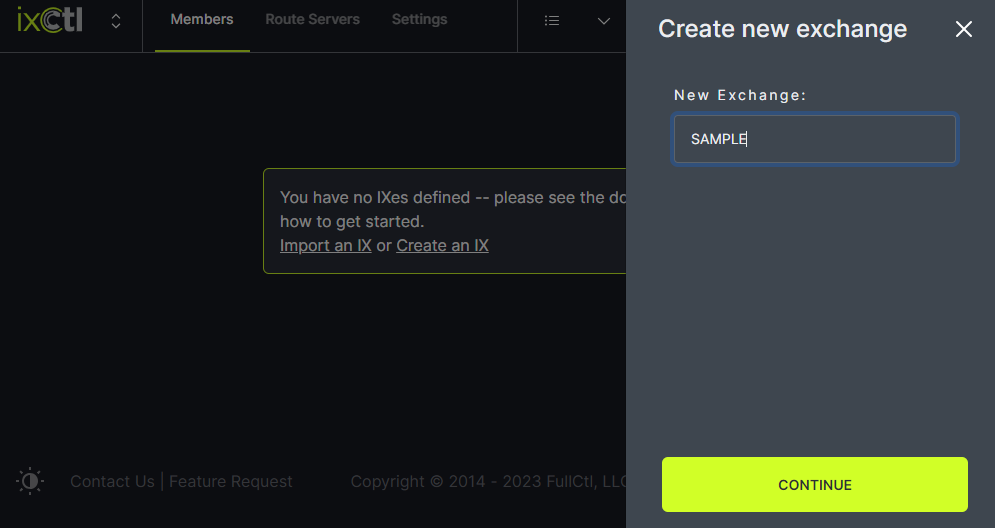 ixCtl
Members
Route Servers
Settings
Create new exchange
New Exchange:
SAMPLE
You have no IXes defined -- please see the do
how to get started.
Import an IX or Create an IX
Contact Us | Feature Request
Copyright © 2014 - 2023 FullCtl, LLC
CONTINUE